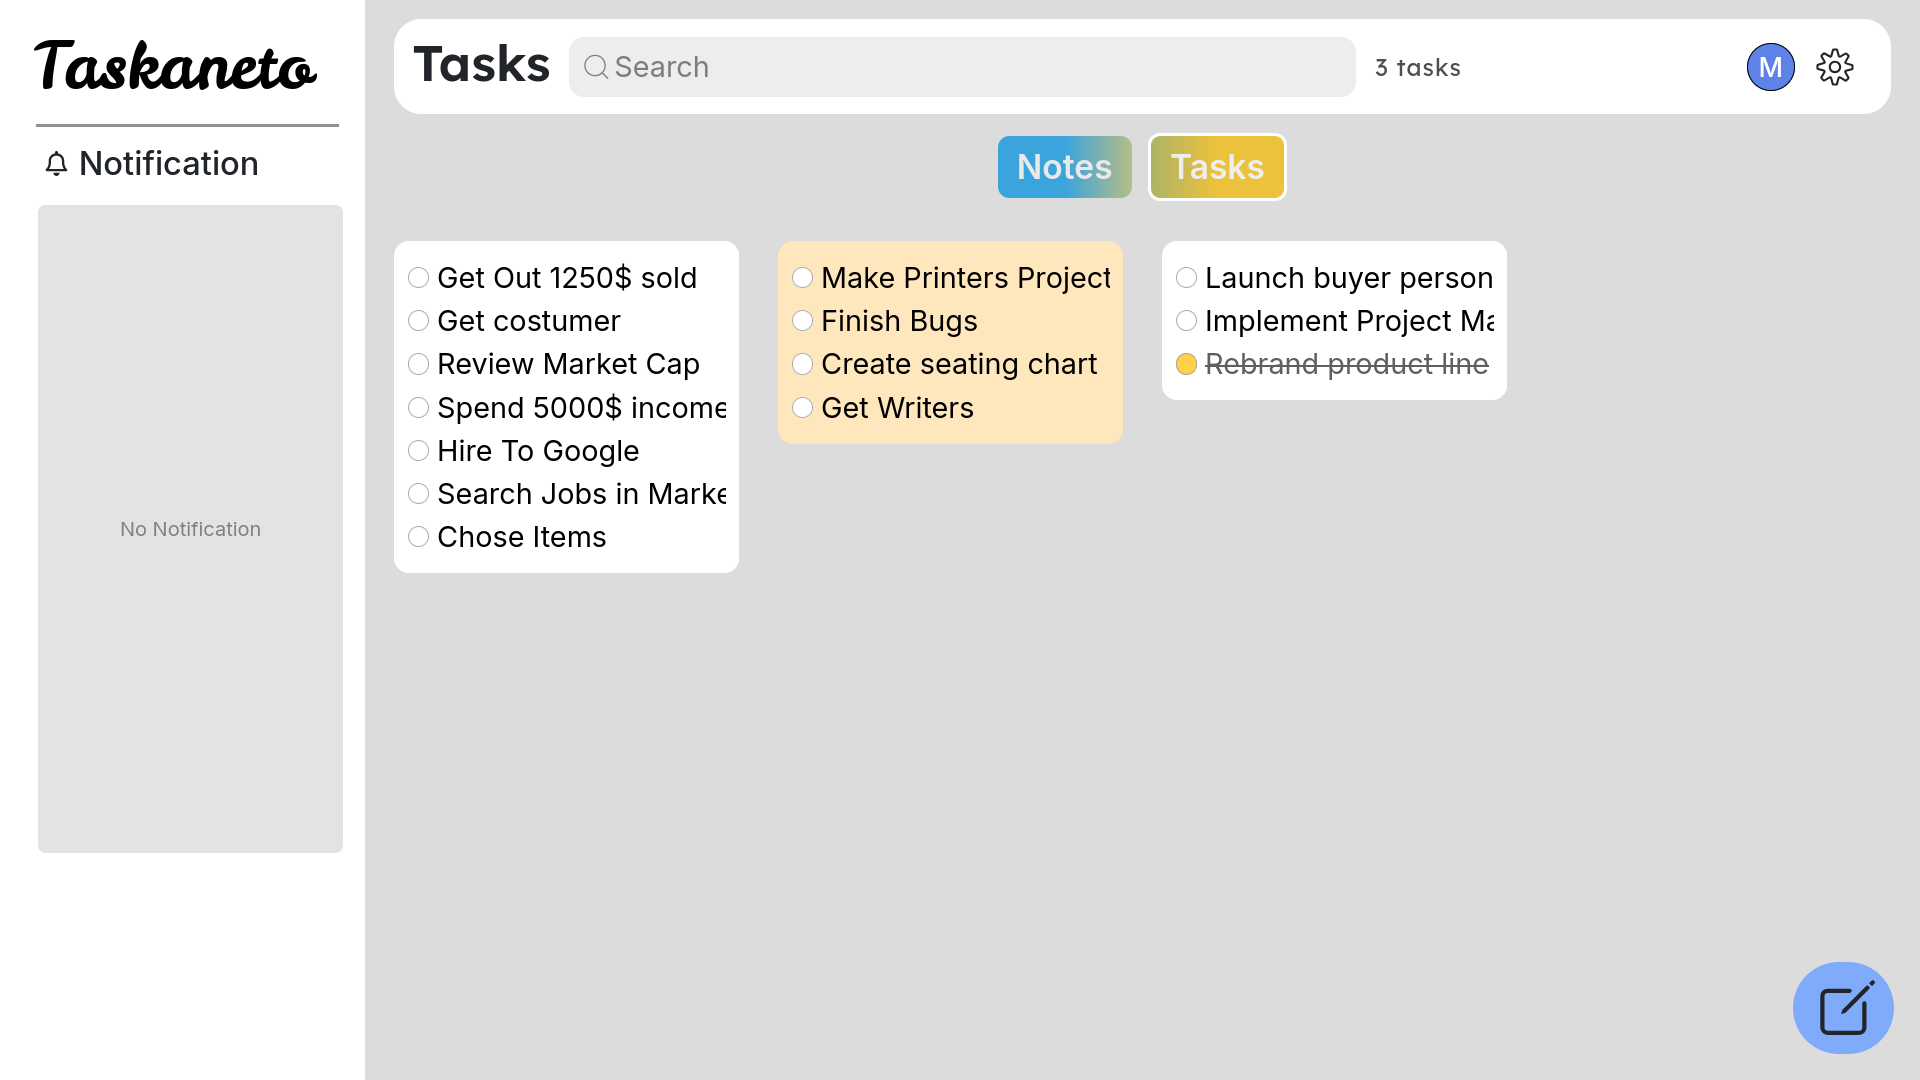 Taskaneto
Notification
No Notification
Tasks
Search
3 tasks
M
Notes
Tasks
Get Out 1250$ sold
Get costumer
Review Market Cap
Spend 5000$ income
Hire To Google
Search Jobs in Marke
Chose Items
Make Printers Project
Finish Bugs
Create seating chart
Get Writers
Launch buyer person
Implement Project Ma
Rebrand product line